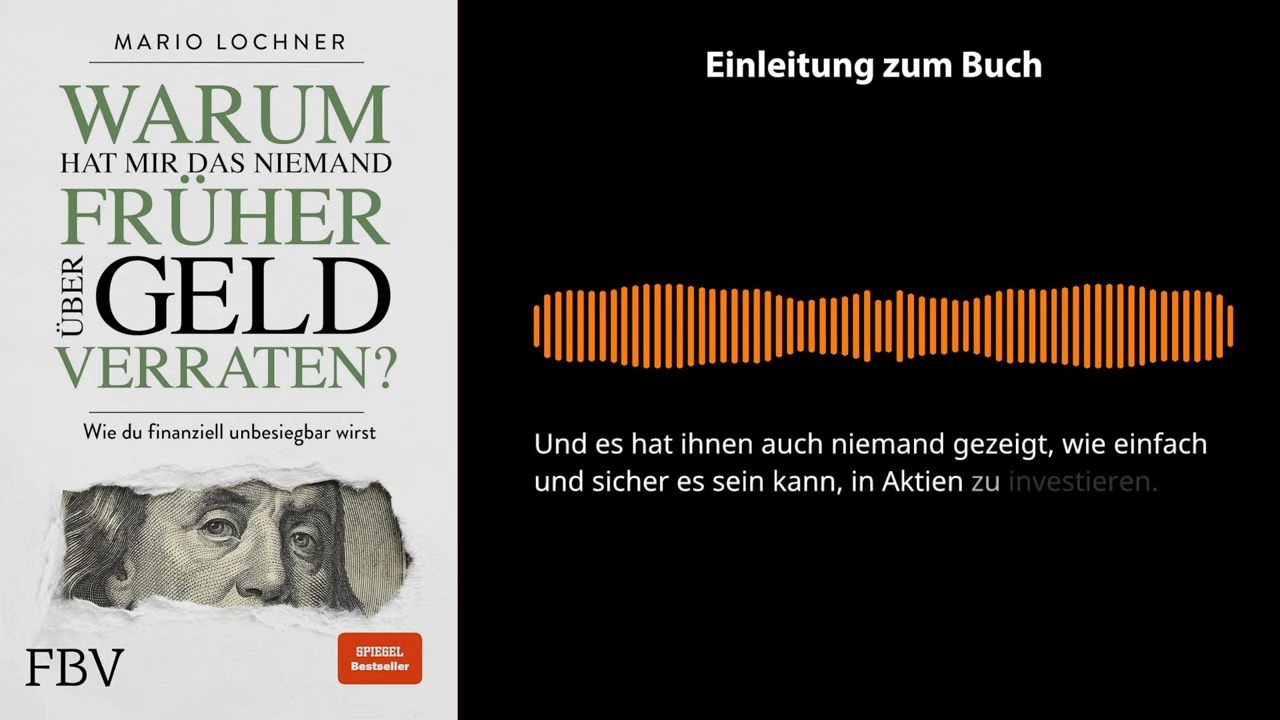 MARIO LOCHNER
WARUM
HAT MIR DAS NIEMAND
FRÜHER
ÜBER GELD
VERRATEN?
Wie du finanziell unbesiegbar wirst
FBV
SPIEGEL
Bestseller
Einleitung zum Buch
Und es hat ihnen auch niemand gezeigt, wie einfach
und sicher es sein kann, in Aktien zu investieren.